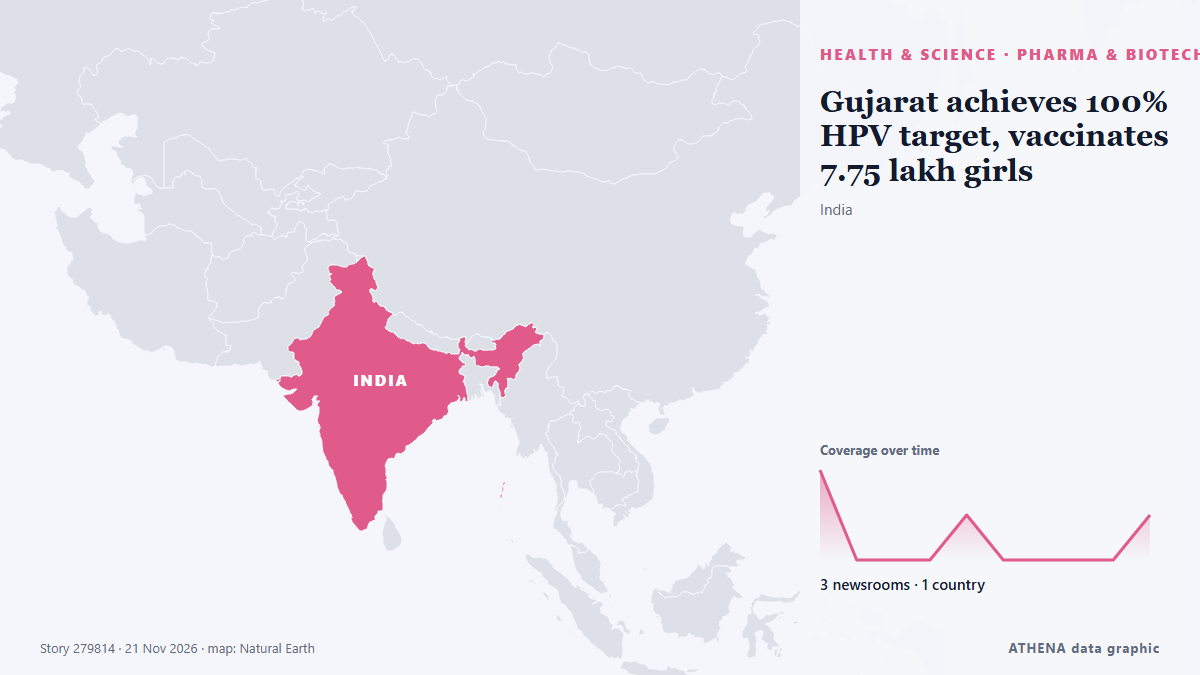 HEALTH & SCIENCE · PHARMA & BIOTECH
Gujarat achieves 100%
HPV target, vaccinates
7.75 lakh girls
India
INDIA
Coverage over time
3 newsrooms · 1 country
Story 279814 · 21 Nov 2026 · map: Natural Earth
ATHENA data graphic